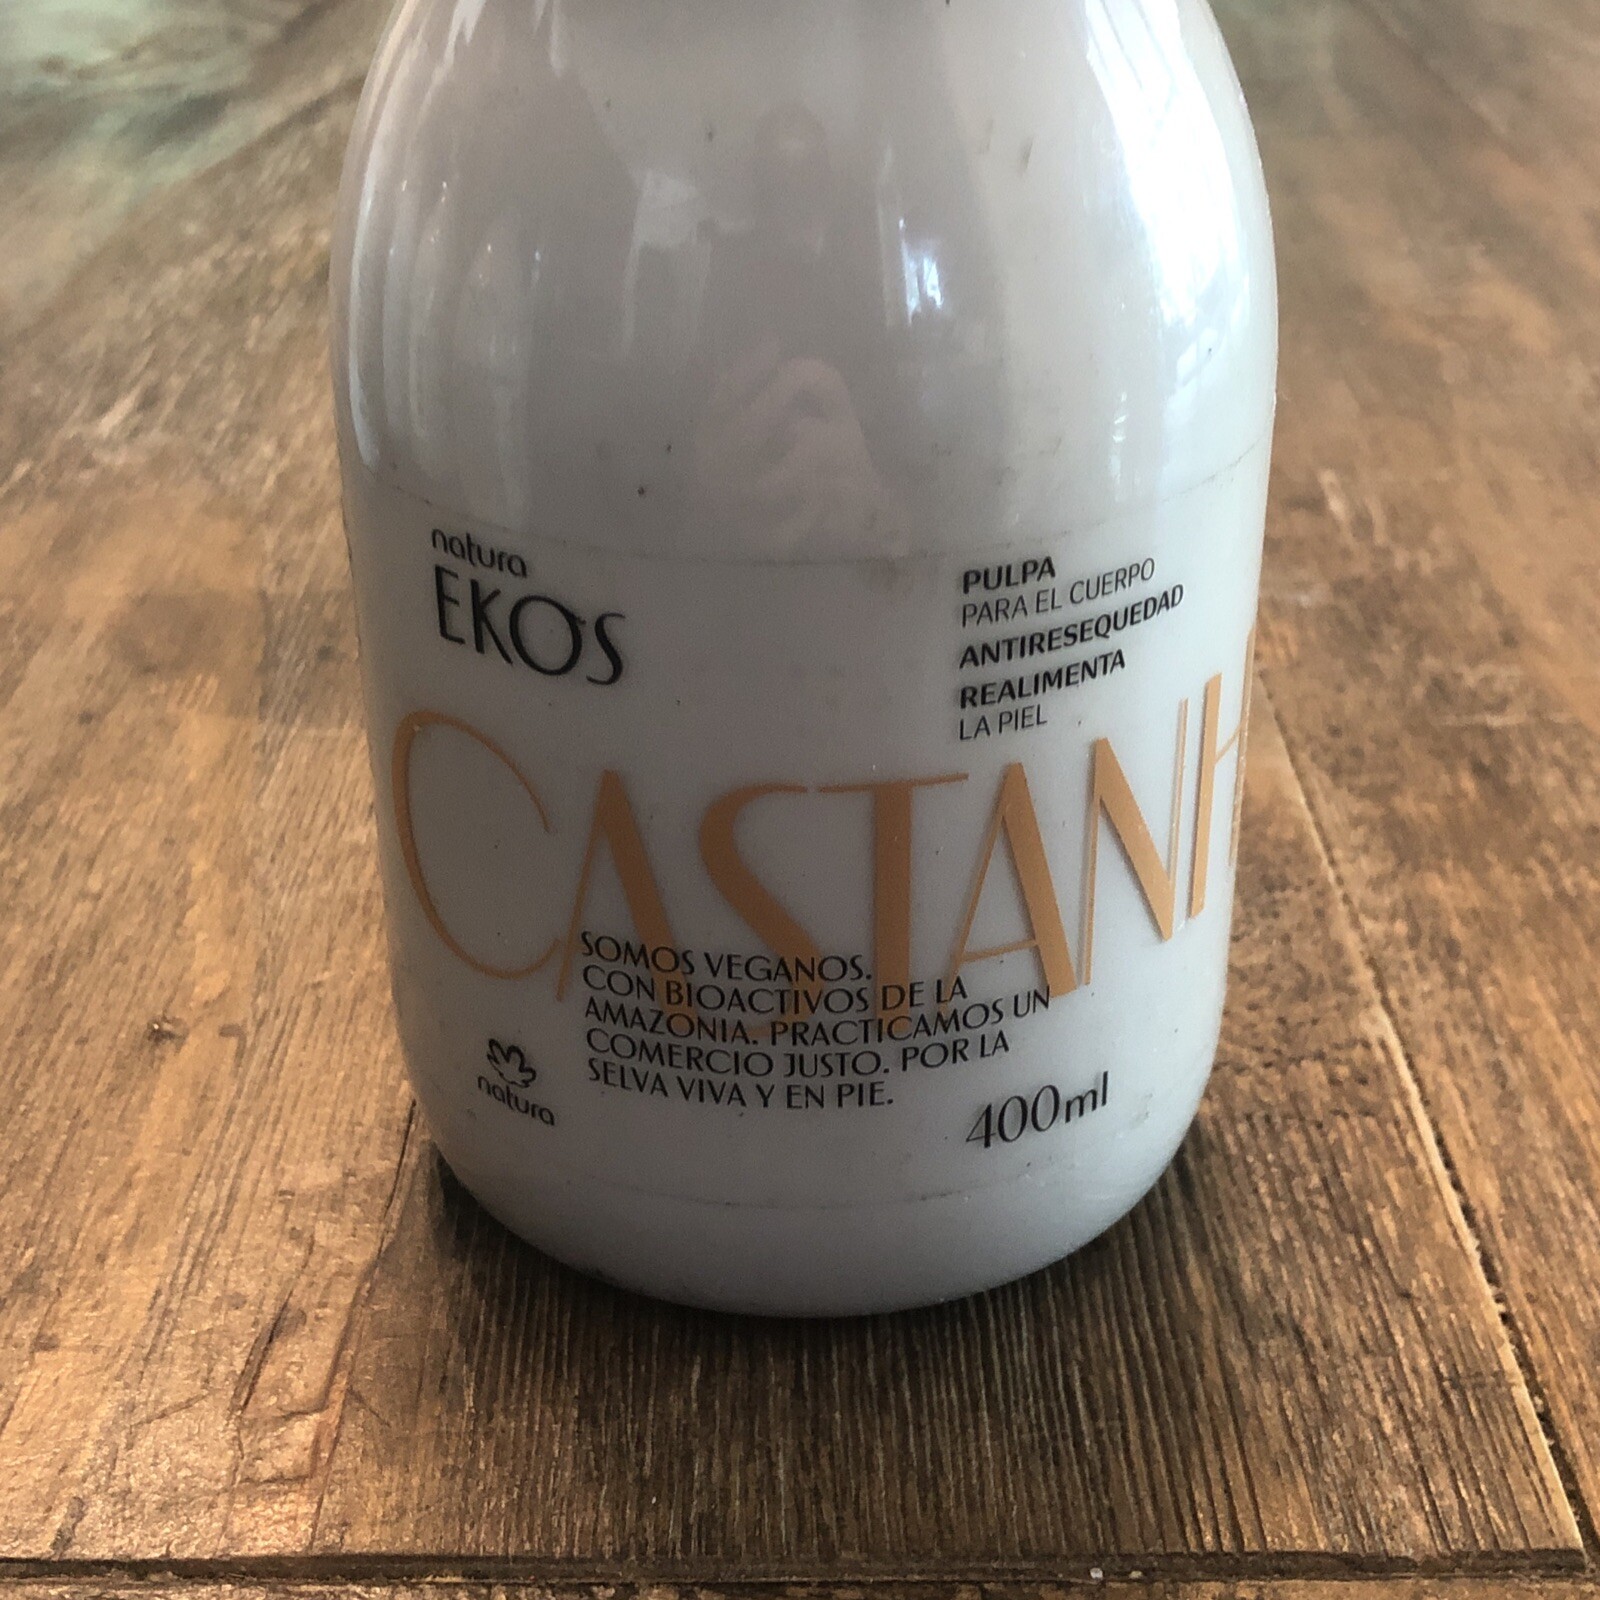 natura
EKOS
PULPA
PARA EL CUERPO
ANTIRESEQUEDAD
REALIMENTA
LA PIEL
CASTANH
SOMOS VEGANOS.
CON BIOACTIVOS DE LA
AMAZONIA. PRACTICAMOS UN
COMERCIO JUSTO. POR LA
SELVA VIVA Y EN PIE.
natura
400ml